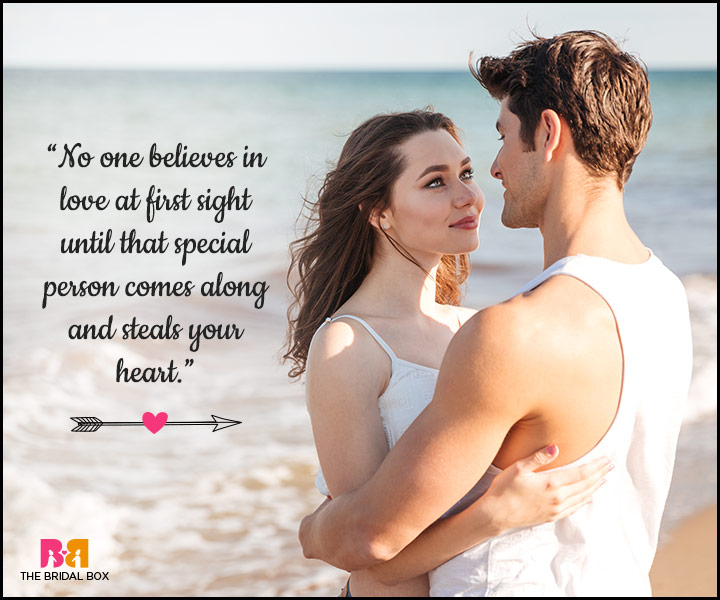 “No one believes in
love at first sight
until that special
person comes along
and steals your
heart.”
BB
THE BRIDAL BOX